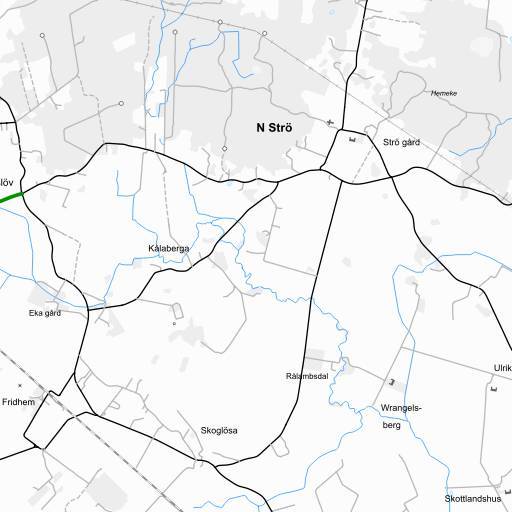 Hemeke
N Strö
Strö gård
löv
Kålaberga
Eka gård
Ulrik
Rålambsdal
Fridhem
Wrangels-
berg
Skoglösa
Skottlandshus